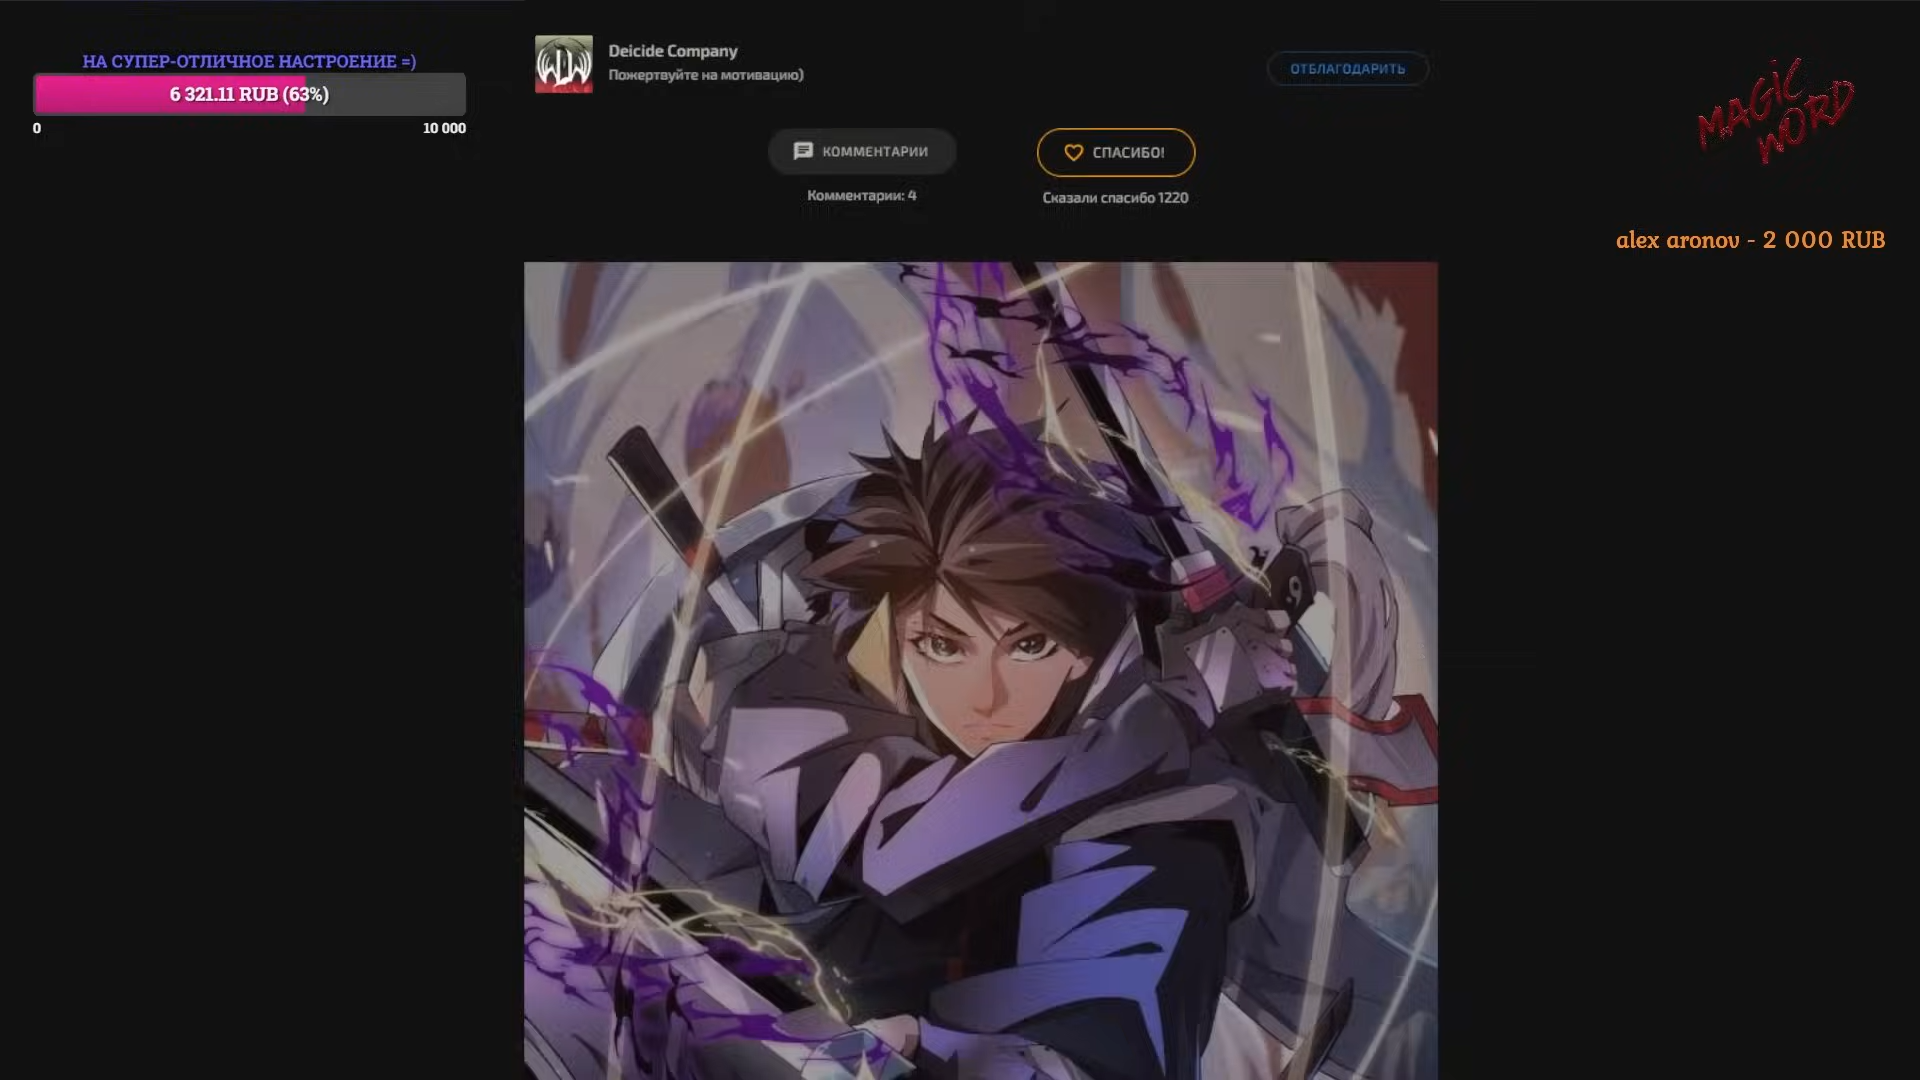 НА СУПЕР-ОТЛИЧНОЕ НАСТРОЕНИЕ =)
6 321.11 RUB (63%)
0
10 000
Deicide Company
Пожертвуйте на мотивацию)
ОТБЛАГОДАРИТЬ
КОММЕНТАРИИ
СПАСИБО!
Комментарии: 4
Сказали спасибо 1220
MAGIC
WORD
alex aronov - 2 000 RUB